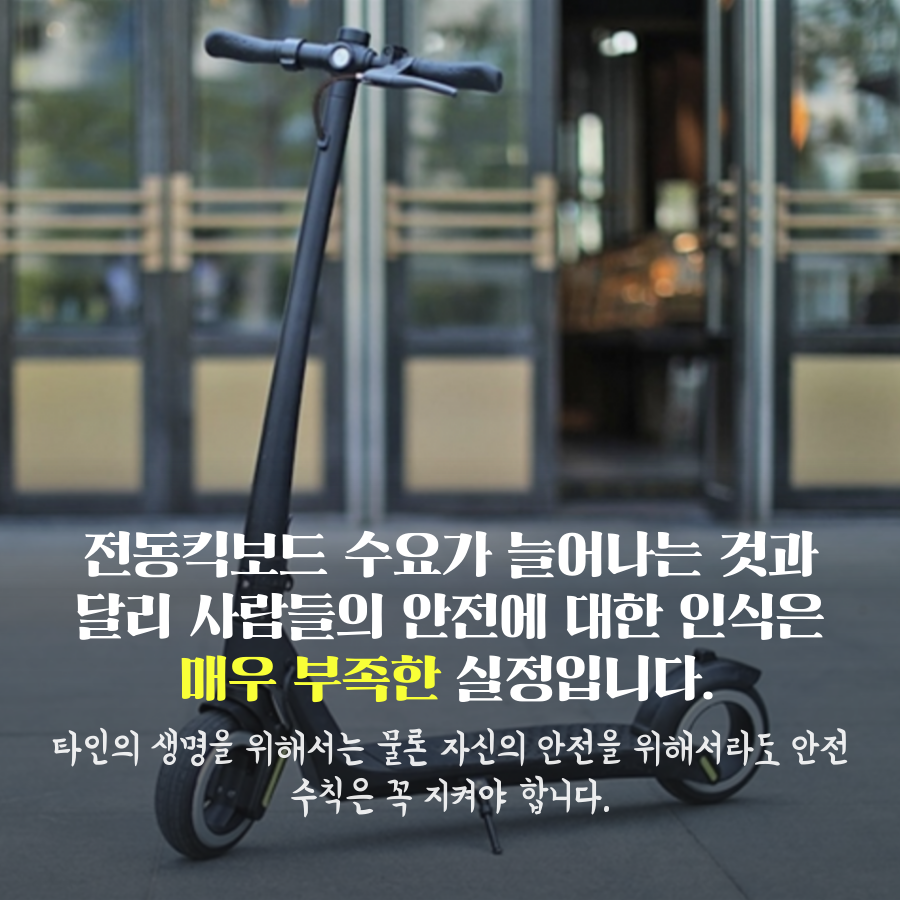 전동킥보드 수요가 늘어나는 것과
달리 사람들의 안전에 대한 인식은
매우 부족한 실정입니다.
타인의 생명을 위해서는 물론 자신의 안전을 위해서라도 안전
수칙은 꼭 지켜야 합니다.